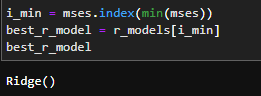 i_min = mses.index(min(mses))
best_r_model = r_models[i_min]
best_r_model
Ridge()